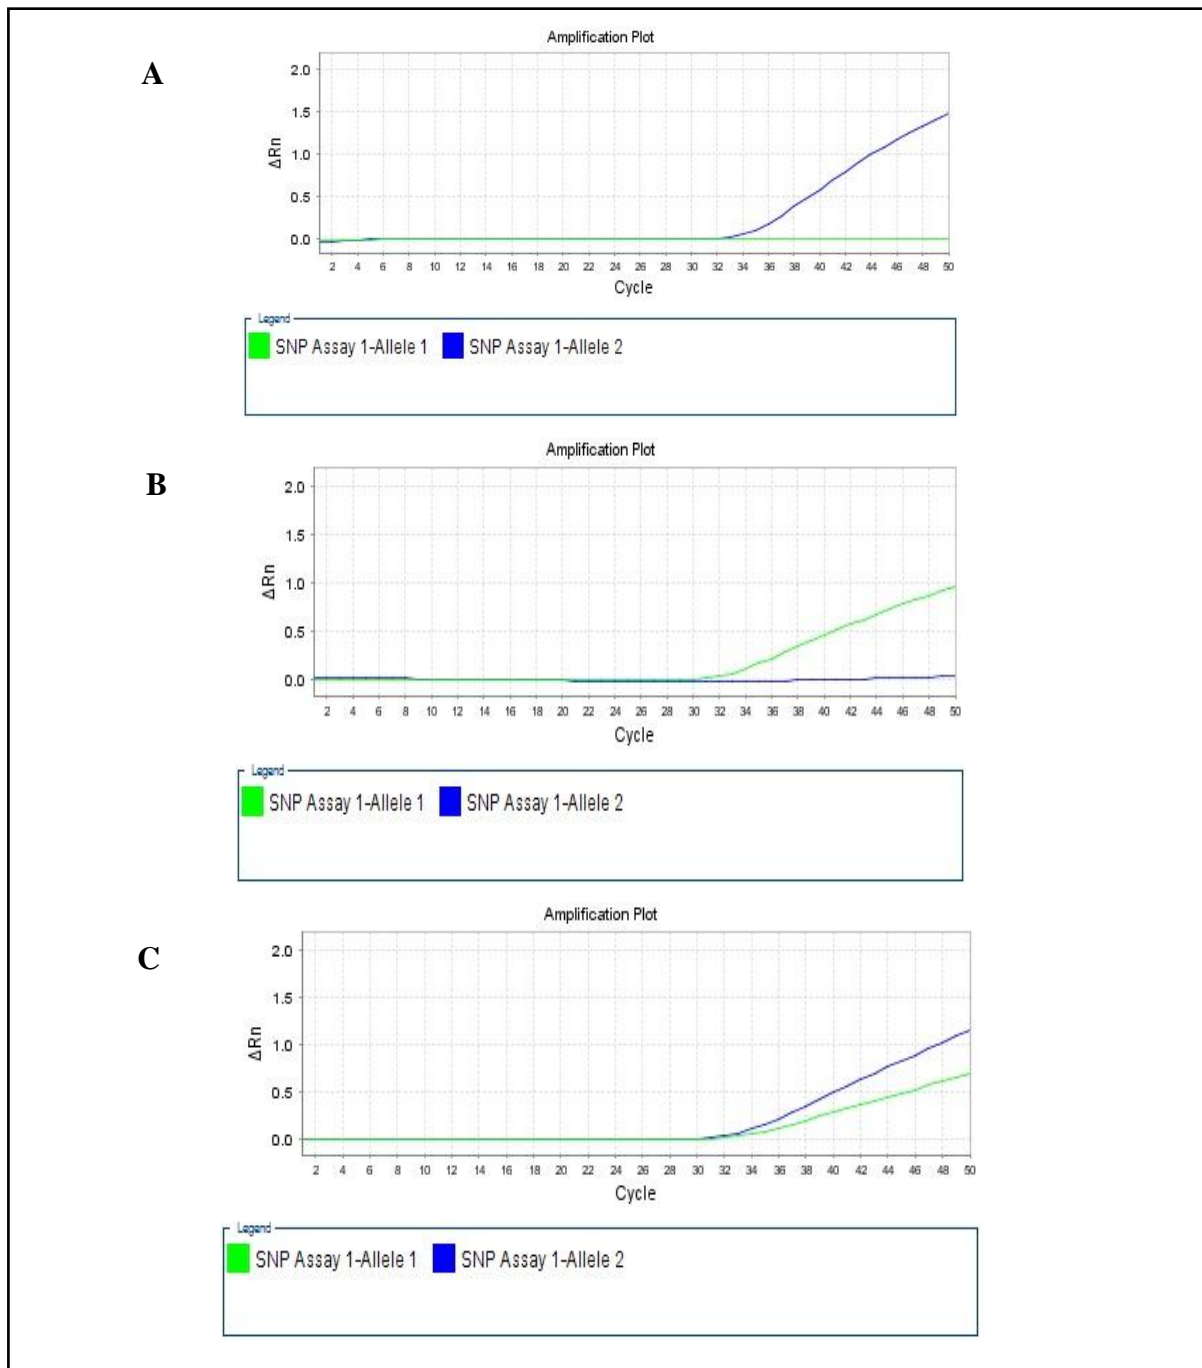 Amplification Plot
A
2.0
1.5
1.0
0.5
0.0
ΔRn
2 4 6 8 10 12 14 16 18 20 22 24 26 28 30 32 34 36 38 40 42 44 46 48 50
Cycle
Legend
SNP Assay 1-Allele 1 SNP Assay 1-Allele 2
Amplification Plot
B
2.0
1.5
1.0
0.5
0.0
ΔRn
2 4 6 8 10 12 14 16 18 20 22 24 26 28 30 32 34 36 38 40 42 44 46 48 50
Cycle
Legend
SNP Assay 1-Allele 1 SNP Assay 1-Allele 2
Amplification Plot
C
2.0
1.5
1.0
0.5
0.0
ΔRn
2 4 6 8 10 12 14 16 18 20 22 24 26 28 30 32 34 36 38 40 42 44 46 48 50
Cycle
Legend
SNP Assay 1-Allele 1 SNP Assay 1-Allele 2